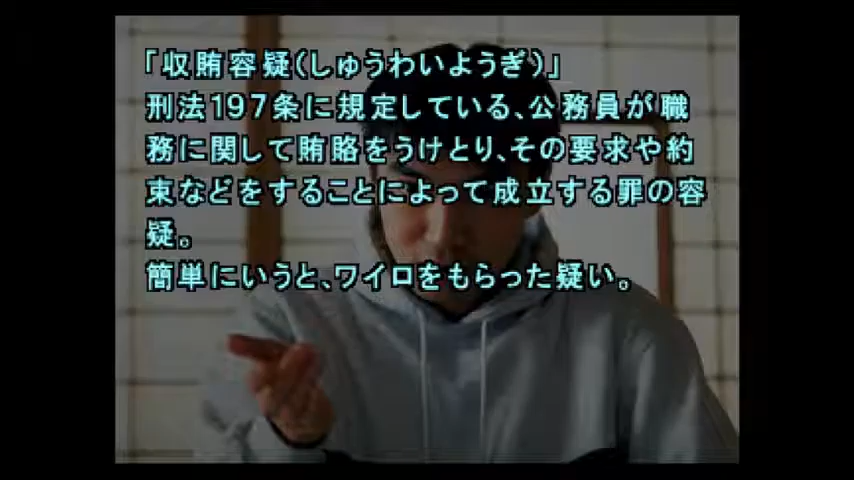 「収賄容疑(しゅうわいようぎ)」
刑法197条に規定している、公務員が職
務に関して賄賂をうけとり、その要求や約
束などをすることによって成立する罪の容
疑。
簡単にいうと、ワイロをもらった疑い。